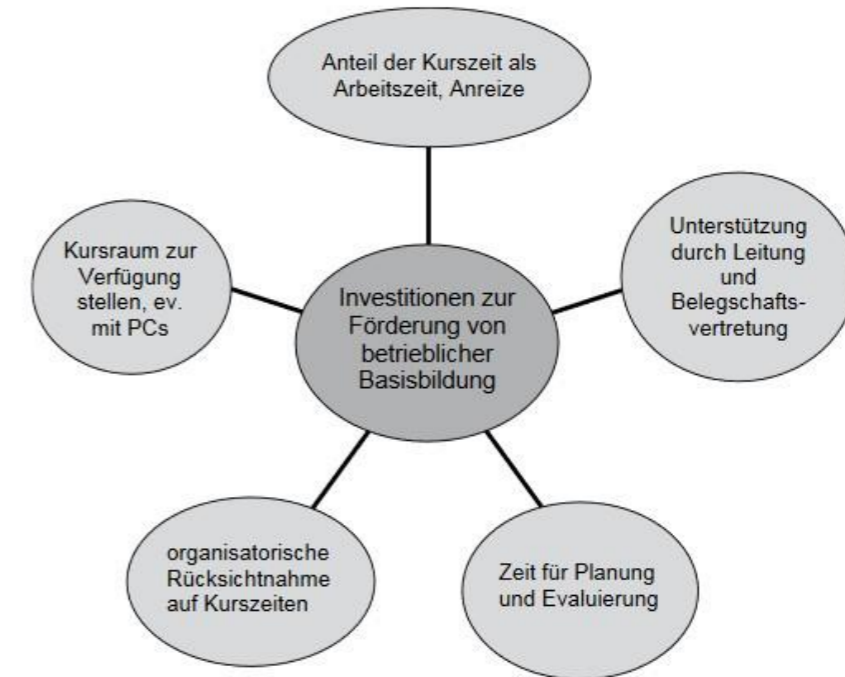 Anteil der Kurszeit als
Arbeitszeit, Anreize
Unterstützung
durch Leitung
und
Belegschafts-
vertretung
Kursraum zur
Verfügung
stellen, ev.
mit PCs
Investitionen zur
Förderung von
betrieblicher
Basisbildung
organisatorische
Rücksichtnahme
auf Kurszeiten
Zeit für Planung
und Evaluierung